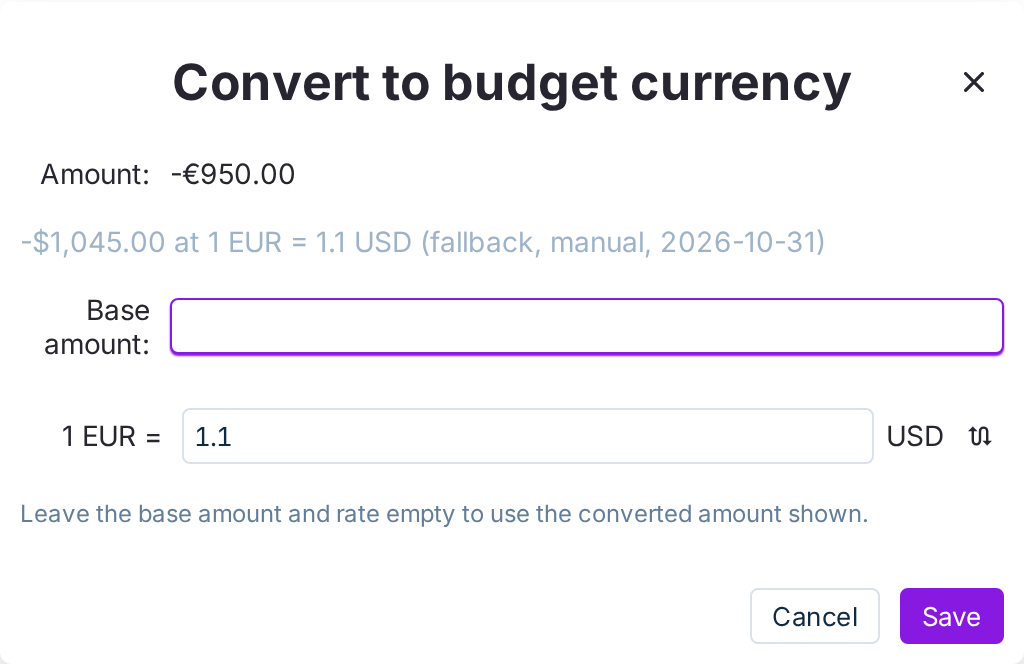 Convert to budget currency
Amount: -€950.00
-$1,045.00 at 1 EUR = 1.1 USD (fallback, manual, 2026-10-31)
Base
amount:
1 EUR = 1.1 USD
Leave the base amount and rate empty to use the converted amount shown.
Cancel Save